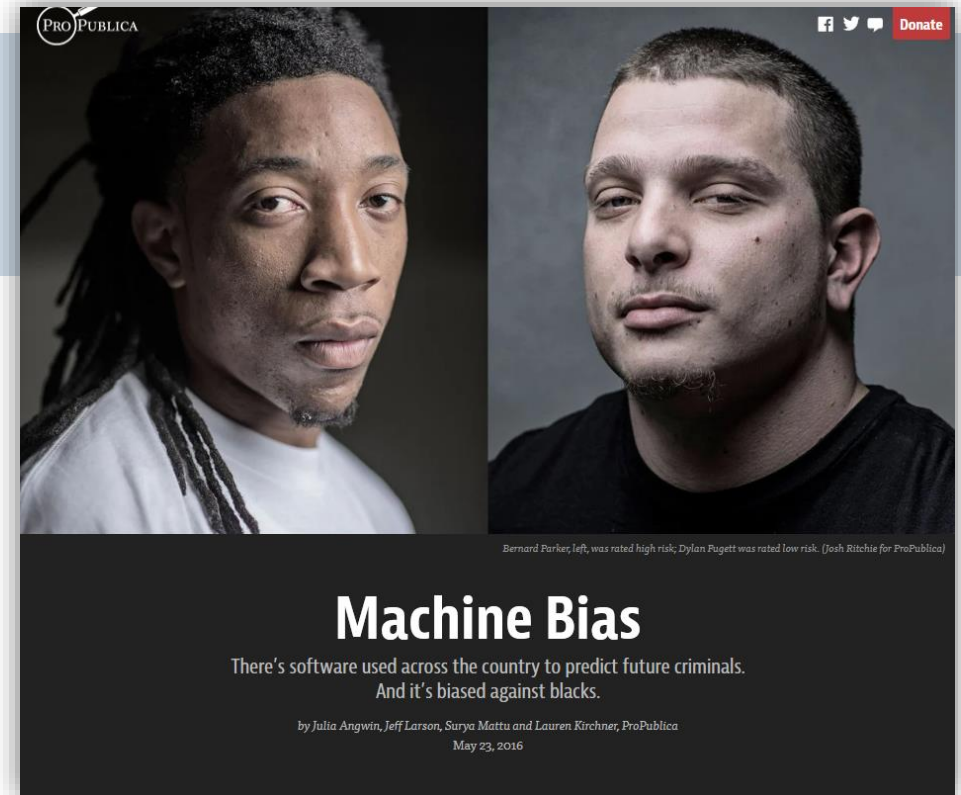 PROPUBLICA
Donate
Bernard Parker, left, was rated high risk; Dylan Fugett was rated low risk. (Josh Ritchie for ProPublica)
Machine Bias
There's software used across the country to predict future criminals.
And it's biased against blacks.
by Julia Angwin, Jeff Larson, Surya Mattu and Lauren Kirchner, ProPublica
May 23, 2016